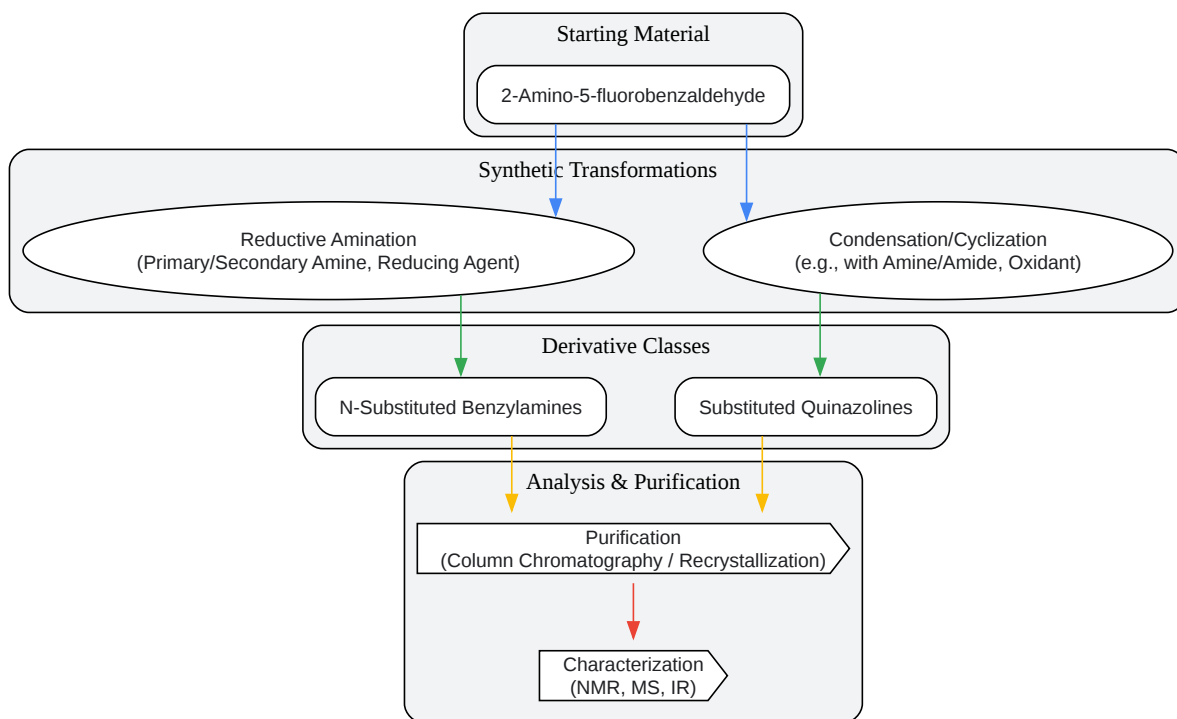 Starting Material
2-Amino-5-fluorobenzaldehyde
Synthetic Transformations
Reductive Amination
(Primary/Secondary Amine, Reducing Agent)
Condensation/Cyclization
(e.g., with Amine/Amide, Oxidant)
Derivative Classes
N-Substituted Benzylamines
Substituted Quinazolines
Analysis & Purification
Purification
(Column Chromatography / Recrystallization)
Characterization
(NMR, MS, IR)